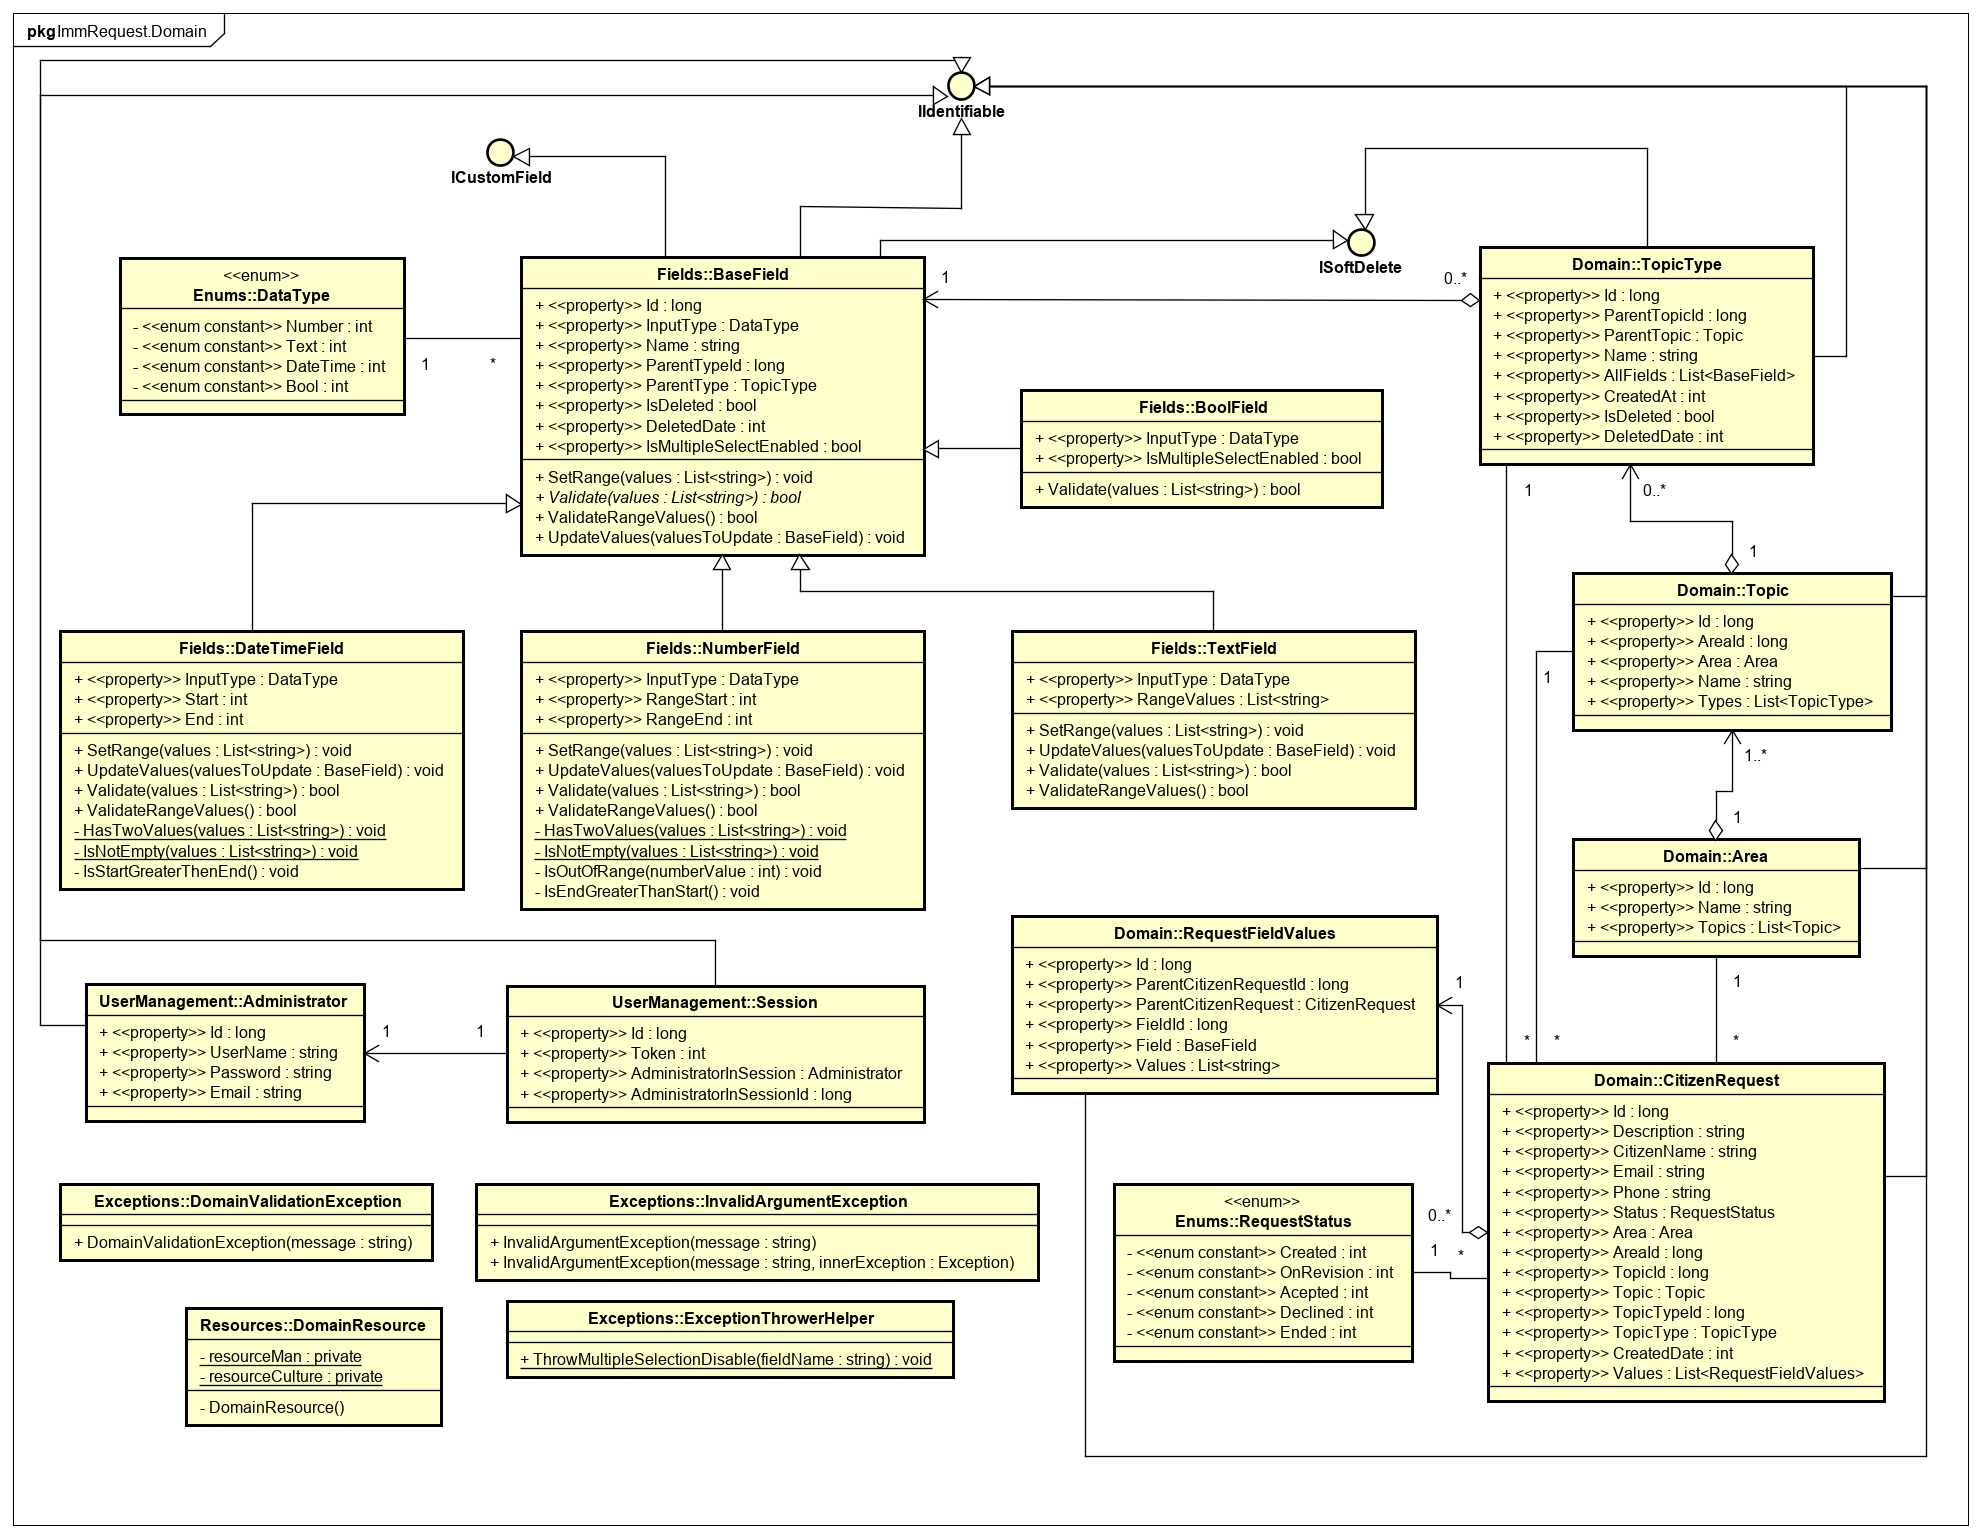 pkg ImmRequest.Domain
IIdentifiable
ICustomField
ISoftDelete
<<enum>>
Enums::DataType
- <<enum constant>> Number : int
- <<enum constant>> Text : int
- <<enum constant>> DateTime : int
- <<enum constant>> Bool : int
1
*
Fields::BaseField
+ <<property>> Id : long
+ <<property>> InputType : DataType
+ <<property>> Name : string
+ <<property>> ParentTypeId : long
+ <<property>> ParentType : TopicType
+ <<property>> IsDeleted : bool
+ <<property>> DeletedDate : int
+ <<property>> IsMultipleSelectEnabled : bool
+ SetRange(values : List<string>) : void
+ Validate(values : List<string>) : bool
+ ValidateRangeValues() : bool
+ UpdateValues(valuesToUpdate : BaseField) : void
1
0..*
Domain::TopicType
+ <<property>> Id : long
+ <<property>> ParentTopicId : long
+ <<property>> ParentTopic : Topic
+ <<property>> Name : string
+ <<property>> AllFields : List<BaseField>
+ <<property>> CreatedAt : int
+ <<property>> IsDeleted : bool
+ <<property>> DeletedDate : int
Fields::BoolField
+ <<property>> InputType : DataType
+ <<property>> IsMultipleSelectEnabled : bool
+ Validate(values : List<string>) : bool
1
0..*
1
Domain::Topic
+ <<property>> Id : long
+ <<property>> AreaId : long
+ <<property>> Area : Area
+ <<property>> Name : string
+ <<property>> Types : List<TopicType>
1
1..*
1
Fields::DateTimeField
+ <<property>> InputType : DataType
+ <<property>> Start : int
+ <<property>> End : int
+ SetRange(values : List<string>) : void
+ UpdateValues(valuesToUpdate : BaseField) : void
+ Validate(values : List<string>) : bool
+ ValidateRangeValues() : bool
- HasTwoValues(values : List<string>) : void
- IsNotEmpty(values : List<string>) : void
- IsStartGreaterThenEnd() : void
Fields::NumberField
+ <<property>> InputType : DataType
+ <<property>> RangeStart : int
+ <<property>> RangeEnd : int
+ SetRange(values : List<string>) : void
+ UpdateValues(valuesToUpdate : BaseField) : void
+ Validate(values : List<string>) : bool
+ ValidateRangeValues() : bool
- HasTwoValues(values : List<string>) : void
- IsNotEmpty(values : List<string>) : void
- IsOutOfRange(numberValue : int) : void
- IsEndGreaterThanStart() : void
Fields::TextField
+ <<property>> InputType : DataType
+ <<property>> RangeValues : List<string>
+ SetRange(values : List<string>) : void
+ UpdateValues(valuesToUpdate : BaseField) : void
+ Validate(values : List<string>) : bool
+ ValidateRangeValues() : bool
Domain::Area
+ <<property>> Id : long
+ <<property>> Name : string
+ <<property>> Topics : List<Topic>
1
*
*
*
Domain::RequestFieldValues
+ <<property>> Id : long
+ <<property>> ParentCitizenRequestId : long
+ <<property>> ParentCitizenRequest : CitizenRequest
+ <<property>> FieldId : long
+ <<property>> Field : BaseField
+ <<property>> Values : List<string>
1
UserManagement::Administrator
+ <<property>> Id : long
+ <<property>> UserName : string
+ <<property>> Password : string
+ <<property>> Email : string
1
1
UserManagement::Session
+ <<property>> Id : long
+ <<property>> Token : int
+ <<property>> AdministratorInSession : Administrator
+ <<property>> AdministratorInSessionId : long
Domain::CitizenRequest
+ <<property>> Id : long
+ <<property>> Description : string
+ <<property>> CitizenName : string
+ <<property>> Email : string
+ <<property>> Phone : string
+ <<property>> Status : RequestStatus
+ <<property>> Area : Area
+ <<property>> AreaId : long
+ <<property>> TopicId : long
+ <<property>> Topic : Topic
+ <<property>> TopicTypeId : long
+ <<property>> TopicType : TopicType
+ <<property>> CreatedDate : int
+ <<property>> Values : List<RequestFieldValues>
0..*
1
*
<<enum>>
Enums::RequestStatus
- <<enum constant>> Created : int
- <<enum constant>> OnRevision : int
- <<enum constant>> Acepted : int
- <<enum constant>> Declined : int
- <<enum constant>> Ended : int
Exceptions::DomainValidationException
+ DomainValidationException(message : string)
Exceptions::InvalidArgumentException
+ InvalidArgumentException(message : string)
+ InvalidArgumentException(message : string, innerException : Exception)
Resources::DomainResource
- resourceMan : private
- resourceCulture : private
- DomainResource()
Exceptions::ExceptionThrowerHelper
+ ThrowMultipleSelectionDisable(fieldName : string) : void